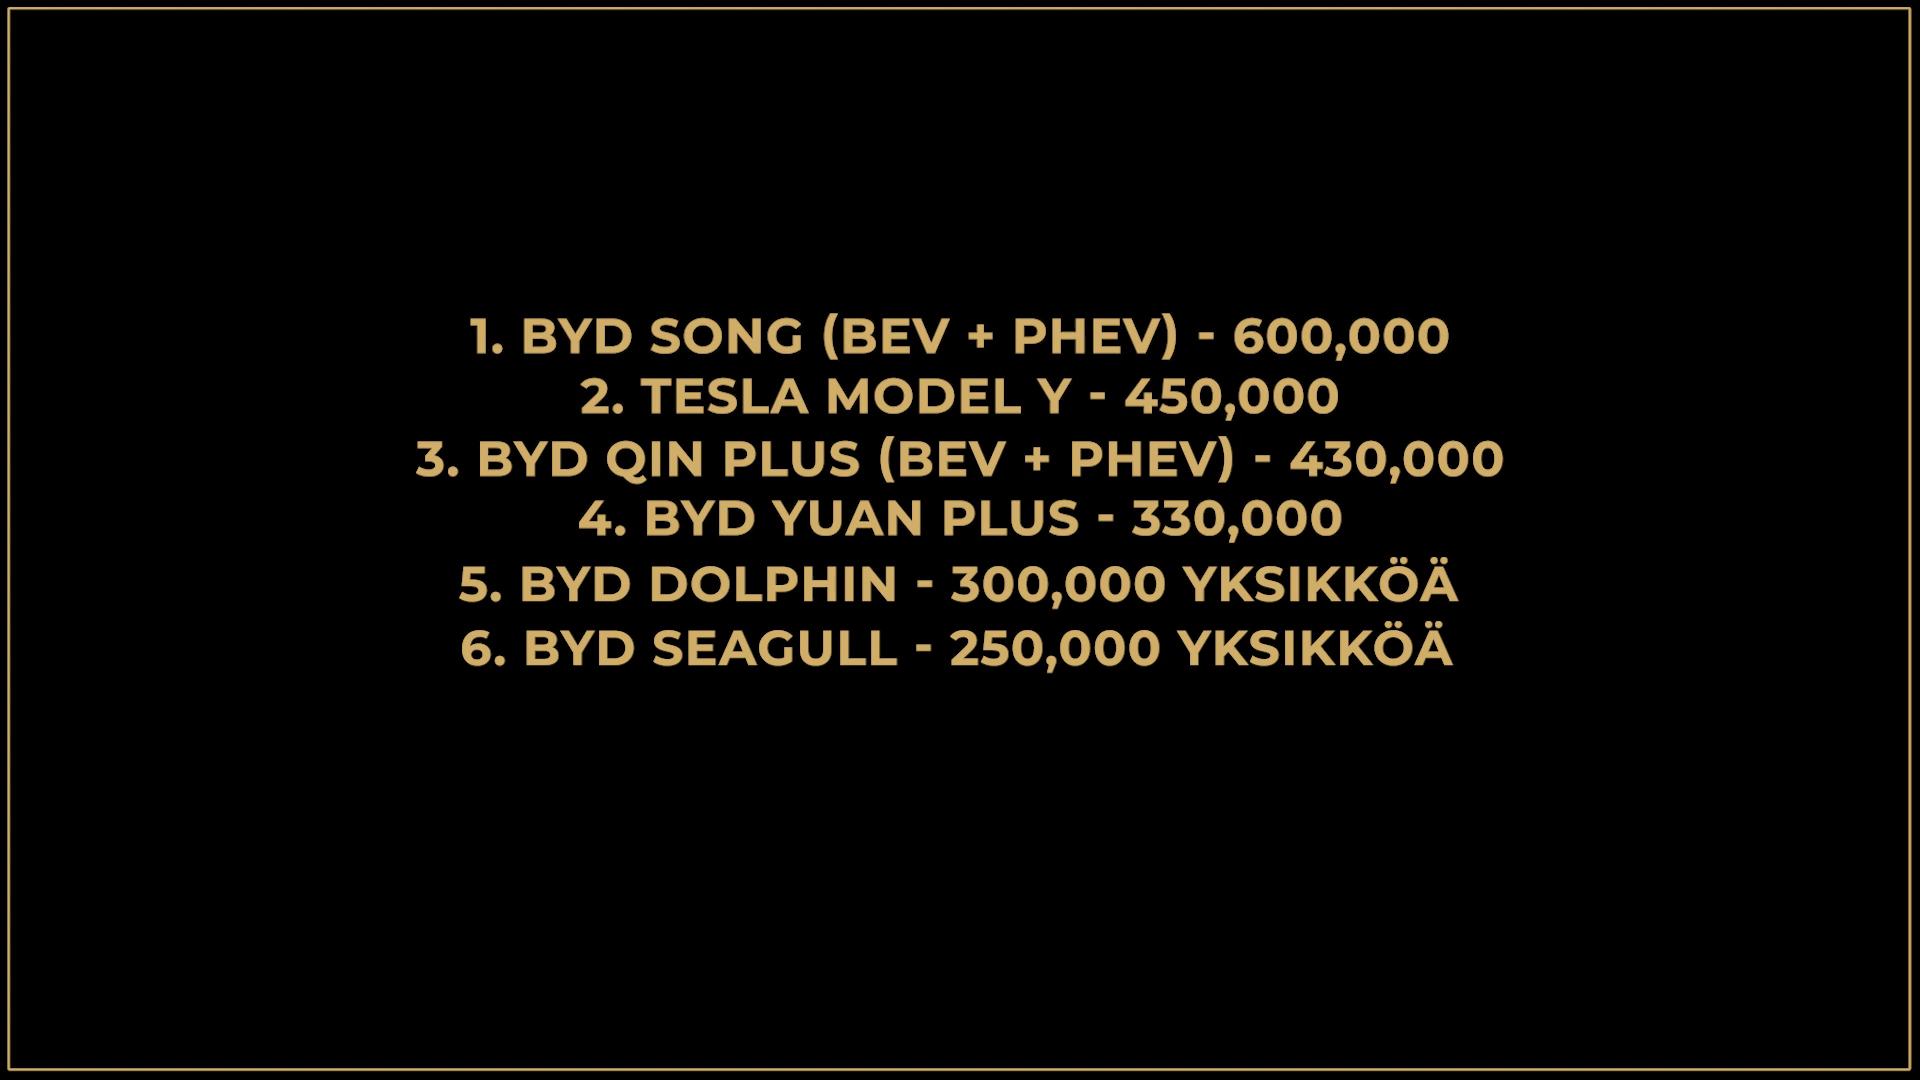 1. BYD SONG (BEV + PHEV) - 600,000
2. TESLA MODEL Y - 450,000
3. BYD QIN PLUS (BEV + PHEV) - 430,000
4. BYD YUAN PLUS - 330,000
5. BYD DOLPHIN - 300,000 YKSIKKÖÄ
6. BYD SEAGULL - 250,000 YKSIKKÖÄ